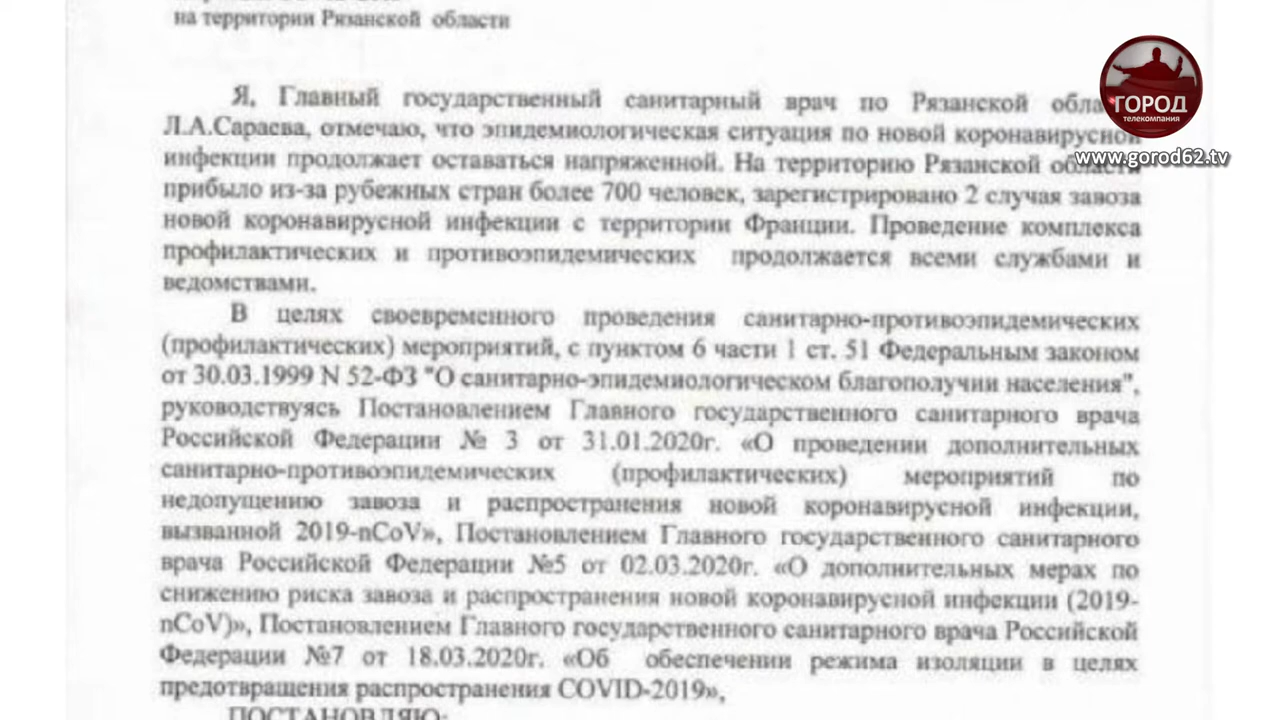 на территории Рязанской области
ГОРОД
телекомпания
www.gorod62.tv
Я, Главный государственный санитарный врач по Рязанской
Л.А.Сараева, отмечаю, что эпидемиологическая ситуация по новой коронавирусной
инфекции продолжает оставаться напряженной. На территорию Рязанской области
прибыло из-за рубежных стран более 700 человек, зарегистрировано 2 случая завоза
новой коронавирусной инфекции с территории Франции. Проведение комплекса
профилактических и противоэпидемических продолжается всеми службами и
ведомствами.
В целях своевременного проведения санитарно-противоэпидемических
(профилактических) мероприятий, с пунктом 6 части 1 ст. 51 Федеральным законом
от 30.03.1999 N 52-ФЗ "О санитарно-эпидемиологическом благополучии населения",
руководствуясь Постановлением Главного государственного санитарного врача
Российской Федерации № 3 от 31.01.2020г. «О проведении дополнительных
санитарно-противоэпидемических (профилактических) мероприятий по
недопущению завоза и распространения новой коронавирусной инфекции,
вызванной 2019-nCoV», Постановлением Главного государственного санитарного
врача Российской Федерации №5 от 02.03.2020г. «О дополнительных мерах по
снижению риска завоза и распространения новой коронавирусной инфекции (2019-
nCoV)», Постановлением Главного государственного санитарного врача Российской
Федерации №7 от 18.03.2020г. «Об обеспечении режима изоляции в целях
предотвращения распространения COVID-2019»,
ПОСТАНОВЛЯЮ: